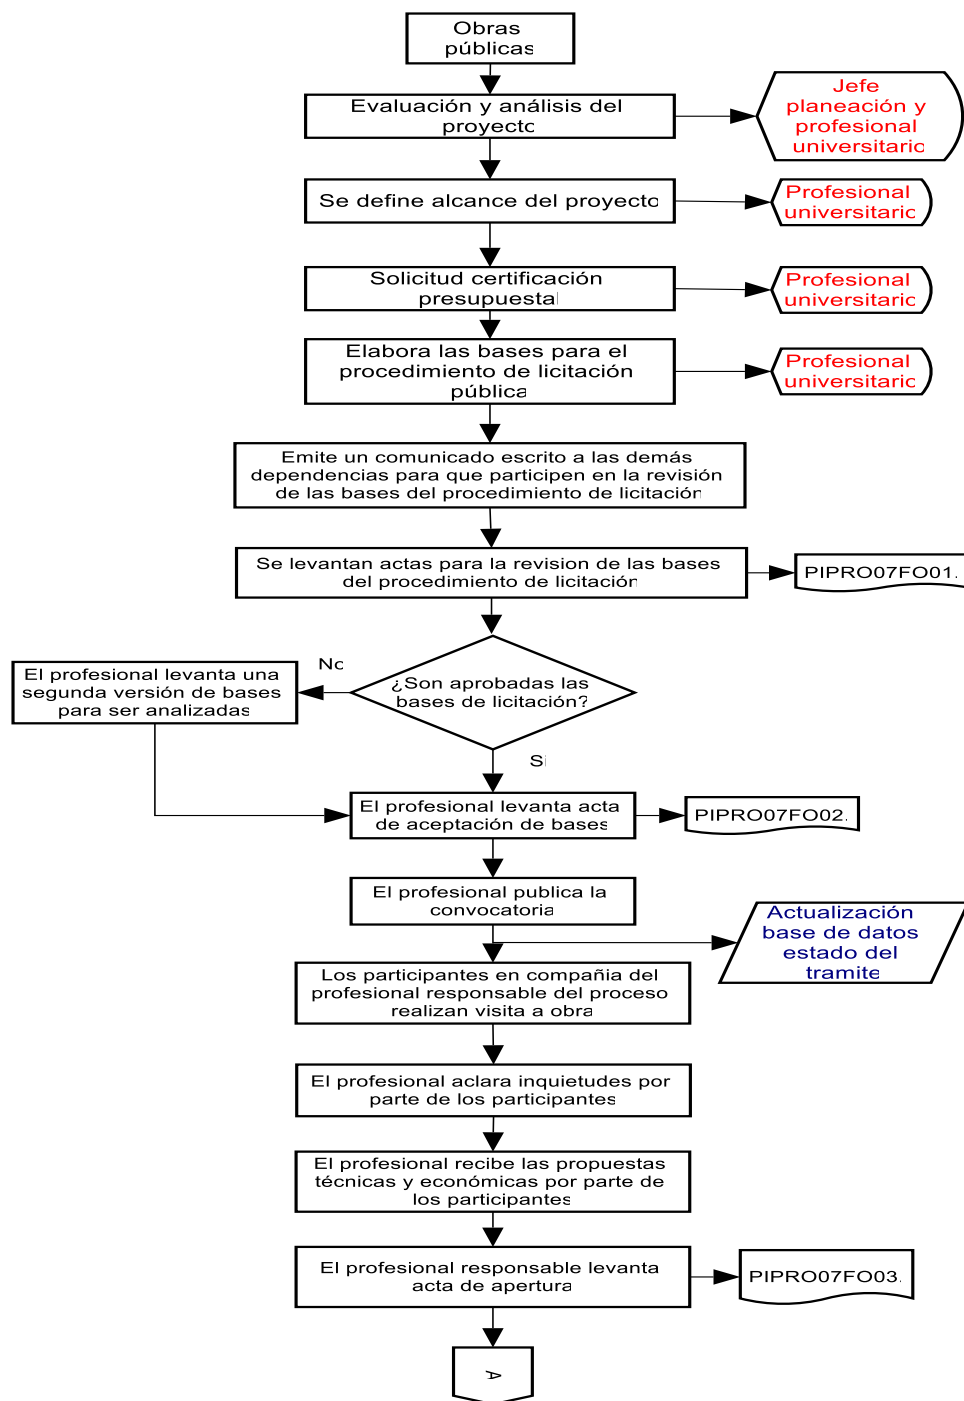 Obras
públicas
Evaluación y análisis del
proyecto
Jefe
planeación y
profesional
universitario
Se define alcance del proyecto
Profesional
universitario
Solicitud certificación
presupuestal
Profesional
universitario
Elabora las bases para el
procedimiento de licitación
pública
Profesional
universitario
Emite un comunicado escrito a las demás
dependencias para que participen en la revisión
de las bases del procedimiento de licitación
Se levantan actas para la revision de las bases
del procedimiento de licitación
PIPRO07FO01.
¿Son aprobadas las
bases de licitación?
No
El profesional levanta una
segunda versión de bases
para ser analizadas
Si
El profesional levanta acta
de aceptación de bases
PIPRO07FO02.
El profesional publica la
convocatoria
Actualización
base de datos
estado del
tramite
Los participantes en compañia del
profesional responsable del proceso
realizan visita a obra
El profesional aclara inquietudes por
parte de los participantes
El profesional recibe las propuestas
técnicas y económicas por parte de
los participantes
El profesional responsable levanta
acta de apertura
PIPRO07FO03.
A